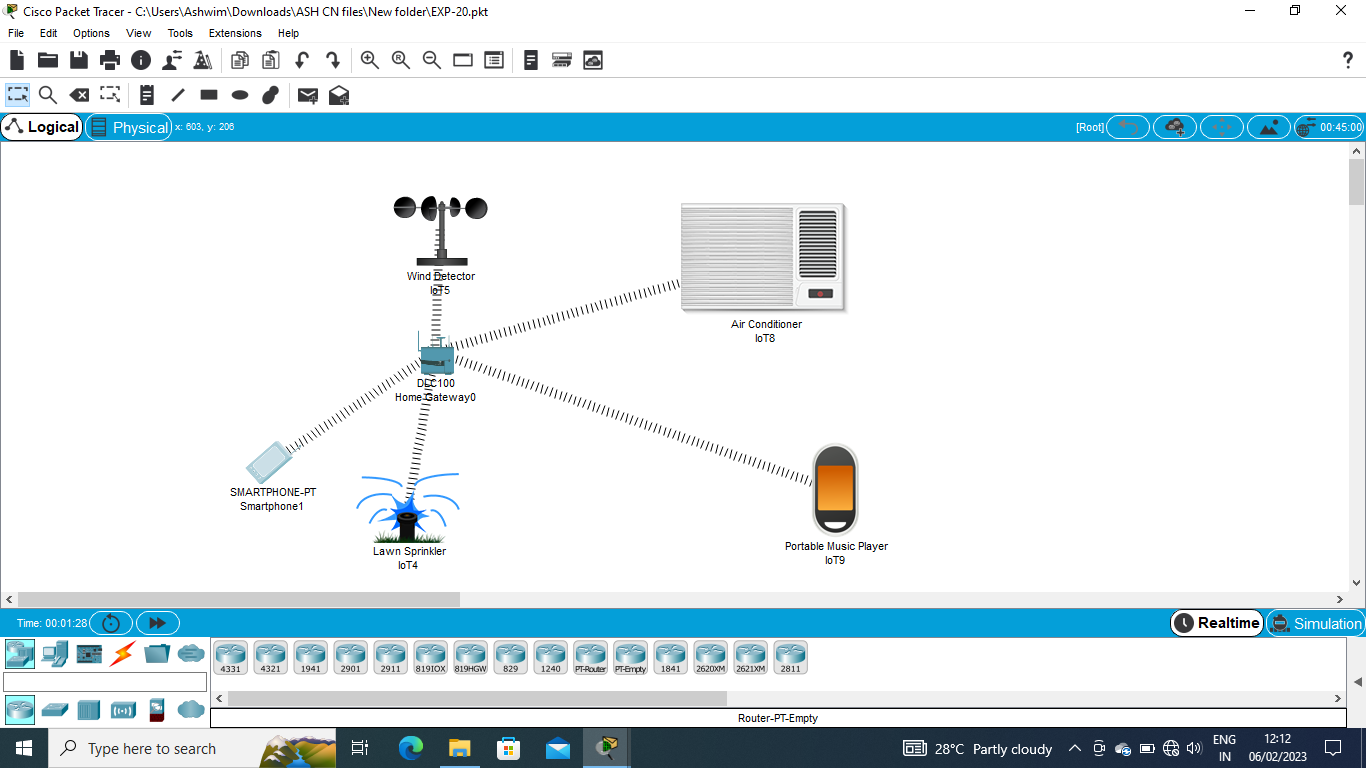 Cisco Packet Tracer - C:\Users\Ashwim\Downloads\ASH CN files\New folder\EXP-20.pkt
File Edit Options View Tools Extensions Help
Logical Physical x: 603, y: 206 [Root] 00:45:00
Wind Detector
IoT5
Air Conditioner
IoT8
DLC100
Home Gateway0
SMARTPHONE-PT
Smartphone1
Lawn Sprinkler
IoT4
Portable Music Player
IoT9
Time: 00:01:28 Realtime Simulation
4331 4321 1941 2901 2911 819IOX 819HGW 829 1240 PT-Router PT-Empty 1841 2620XM 2621XM 2811
Router-PT-Empty
Type here to search 28°C Partly cloudy ENG IN 12:12 06/02/2023